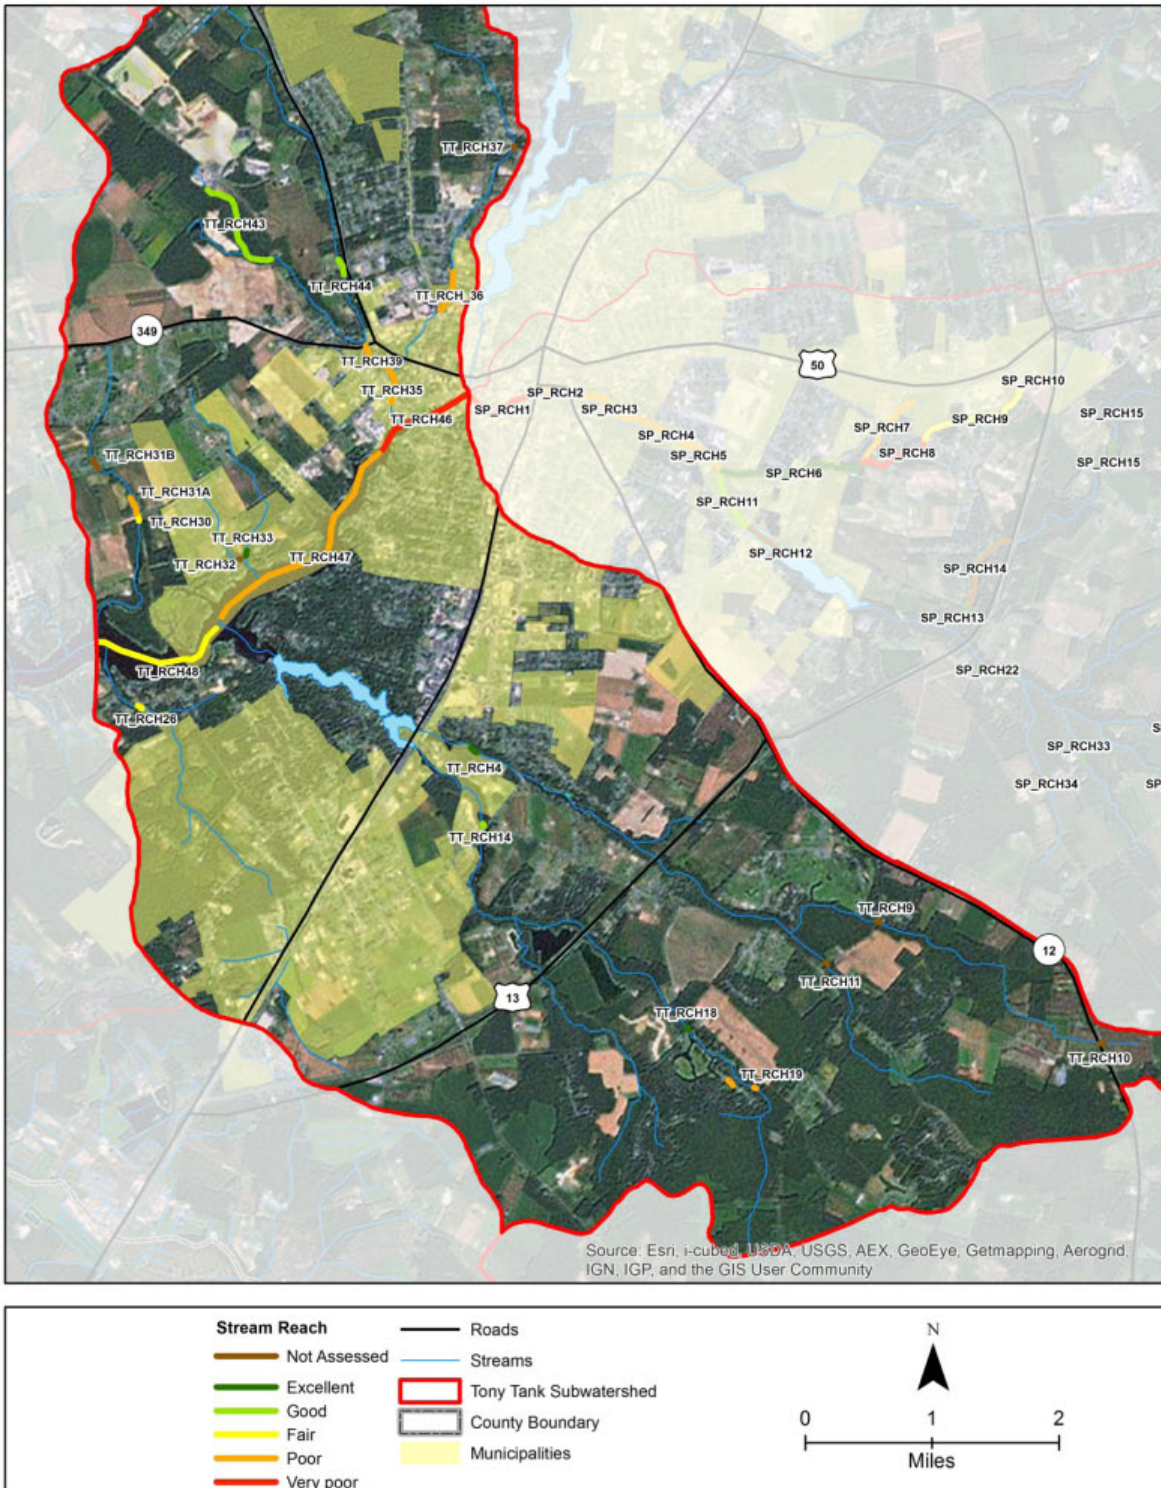 TT_RCH37
TT_RCH43
TT_RCH44
TT_RCH_36
349
TT_RCH39
50
TT_RCH35
SP_RCH10
SP_RCH2
SP_RCH1
SP_RCH3
SP_RCH15
TT_RCH46
SP_RCH9
SP_RCH7
SP_RCH4
SP_RCH8
TT_RCH31B
SP_RCH5
SP_RCH15
SP_RCH6
TT_RCH31A
SP_RCH11
TT_RCH30
TT_RCH33
SP_RCH12
TT_RCH47
TT_RCH32
SP_RCH14
SP_RCH13
TT_RCH48
SP_RCH22
TT_RCH26
SP_RCH33
TT_RCH4
SP_RCH34
SP
TT_RCH14
TT_RCH9
12
TT_RCH11
13
TT_RCH18
TT_RCH10
TT_RCH19
Source: Esri, i-cubed, USDA, USGS, AEX, GeoEye, Getmapping, Aerogrid,
IGN, IGP, and the GIS User Community
Stream Reach
Not Assessed
Excellent
Good
Fair
Poor
Very poor
Roads
Streams
Tony Tank Subwatershed
County Boundary
Municipalities
N
0 1 2
Miles